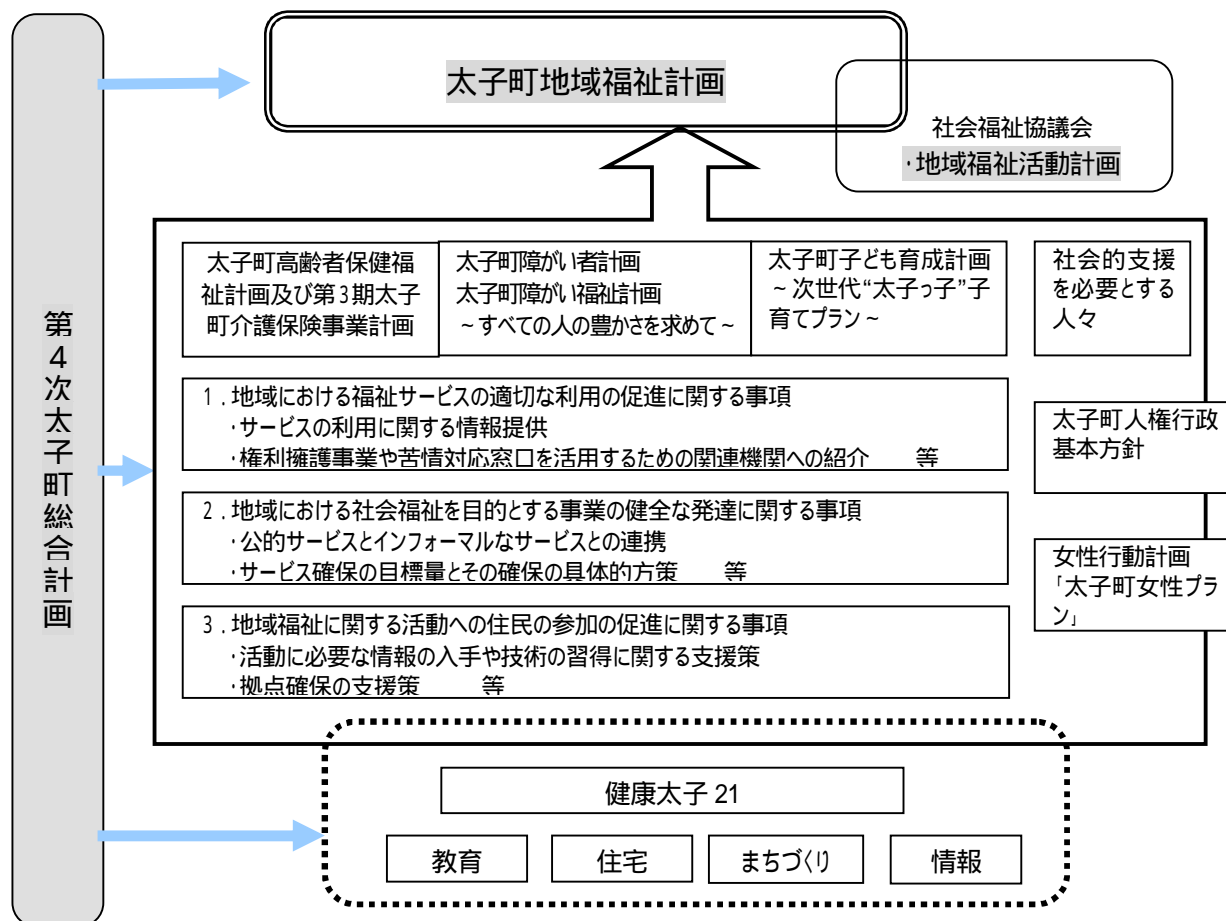 太子町地域福祉計画
社会福祉協議会
・地域福祉活動計画
第4次太子町総合計画
太子町高齢者保健福
祉計画及び第3期太子
町介護保険事業計画
太子町障がい者計画
太子町障がい福祉計画
~すべての人の豊かさを求めて~
太子町子ども育成計画
~次世代“太子っ子”子
育てプラン~
社会的支援
を必要とする
人々
1.地域における福祉サービスの適切な利用の促進に関する事項
・サービスの利用に関する情報提供
・権利擁護事業や苦情対応窓口を活用するための関連機関への紹介 等
太子町人権行政
基本方針
2.地域における社会福祉を目的とする事業の健全な発達に関する事項
・公的サービスとインフォーマルなサービスとの連携
・サービス確保の目標量とその確保の具体的方策 等
女性行動計画
「太子町女性プラ
ン」
3.地域福祉に関する活動への住民の参加の促進に関する事項
・活動に必要な情報の入手や技術の習得に関する支援策
・拠点確保の支援策 等
健康太子 21
教育
住宅
まちづくり
情報